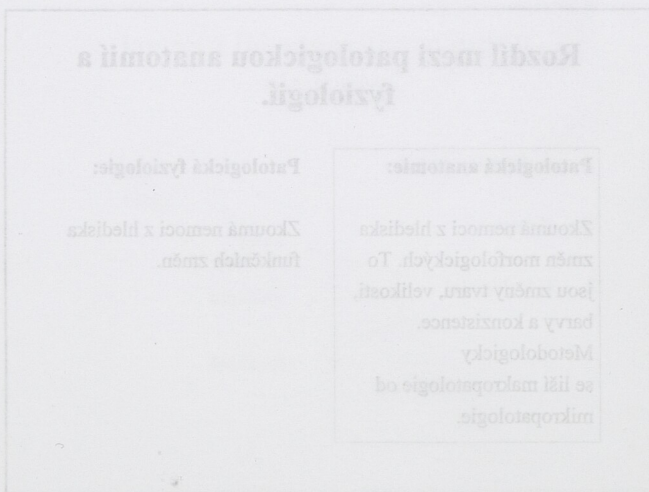 Rozdíl mezi patologickou anatomií a
fyziologií.
Patologická anatomie:
Zkoumá nemoci z hlediska
změn morfologických. To
jsou změny tvaru, velikosti,
barvy a konzistence.
Metodologicky
se liší makropatologie od
mikropatologie.
Patologická fyziologie:
Zkoumá nemoci z hlediska
funkčních změn.